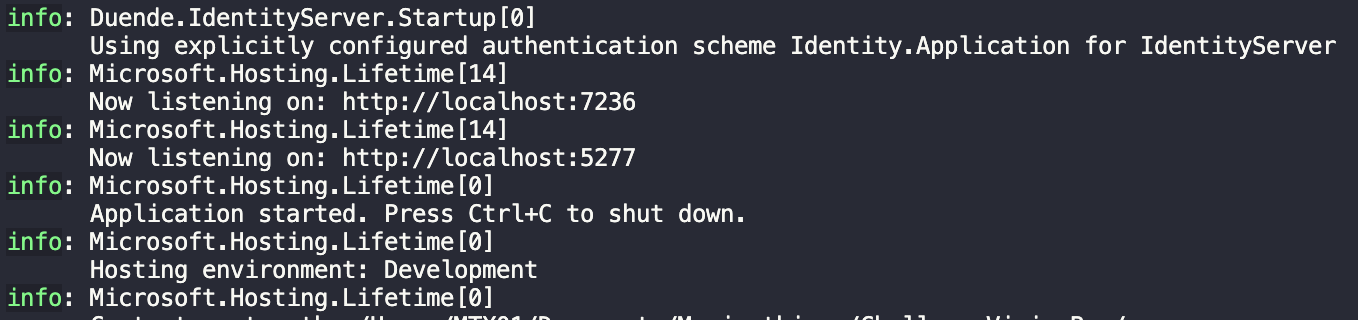 info: Duende.IdentityServer.Startup[0]
Using explicitly configured authentication scheme Identity.Application for IdentityServer
info: Microsoft.Hosting.Lifetime[14]
Now listening on: http://localhost:7236
info: Microsoft.Hosting.Lifetime[14]
Now listening on: http://localhost:5277
info: Microsoft.Hosting.Lifetime[0]
Application started. Press Ctrl+C to shut down.
info: Microsoft.Hosting.Lifetime[0]
Hosting environment: Development
info: Microsoft.Hosting.Lifetime[0]